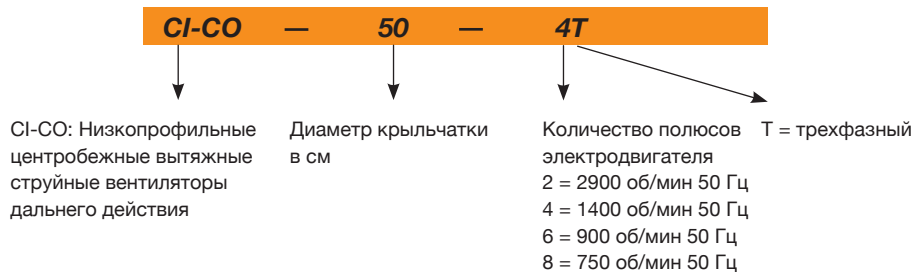 CI-CO — 50 — 4T
CI-CO: Низкопрофильные
центробежные вытяжные
струйные вентиляторы
дальнего действия
Диаметр крыльчатки
в см
Количество полюсов
электродвигателя
2 = 2900 об/мин 50 Гц
4 = 1400 об/мин 50 Гц
6 = 900 об/мин 50 Гц
8 = 750 об/мин 50 Гц
T = трехфазный